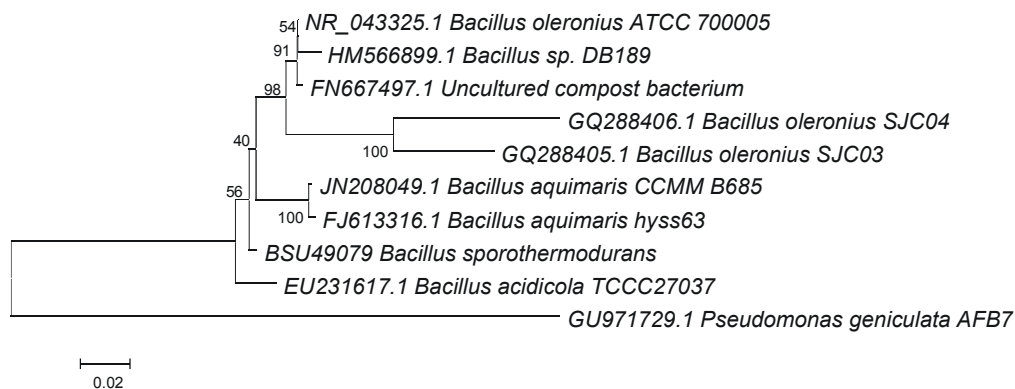 54
NR_043325.1 Bacillus oleronius ATCC 700005
91
HM566899.1 Bacillus sp. DB189
FN667497.1 Uncultured compost bacterium
98
GQ288406.1 Bacillus oleronius SJC04
40
100
GQ288405.1 Bacillus oleronius SJC03
56
JN208049.1 Bacillus aquimaris CCMM B685
100
FJ613316.1 Bacillus aquimaris hyss63
BSU49079 Bacillus sporothermodurans
EU231617.1 Bacillus acidicola TCCC27037
GU971729.1 Pseudomonas geniculata AFB7
0.02